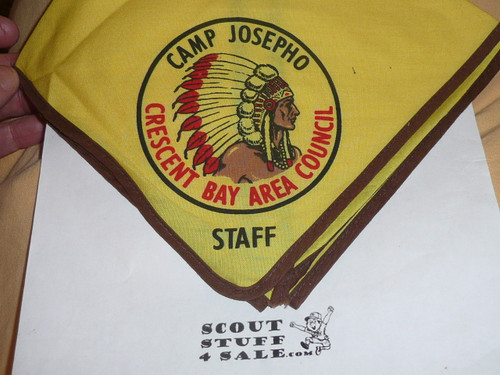 CAMP JOSEPHO
CRESCENT BAY AREA COUNCIL
STAFF
SCOUT
STUFF
4 SALE.com